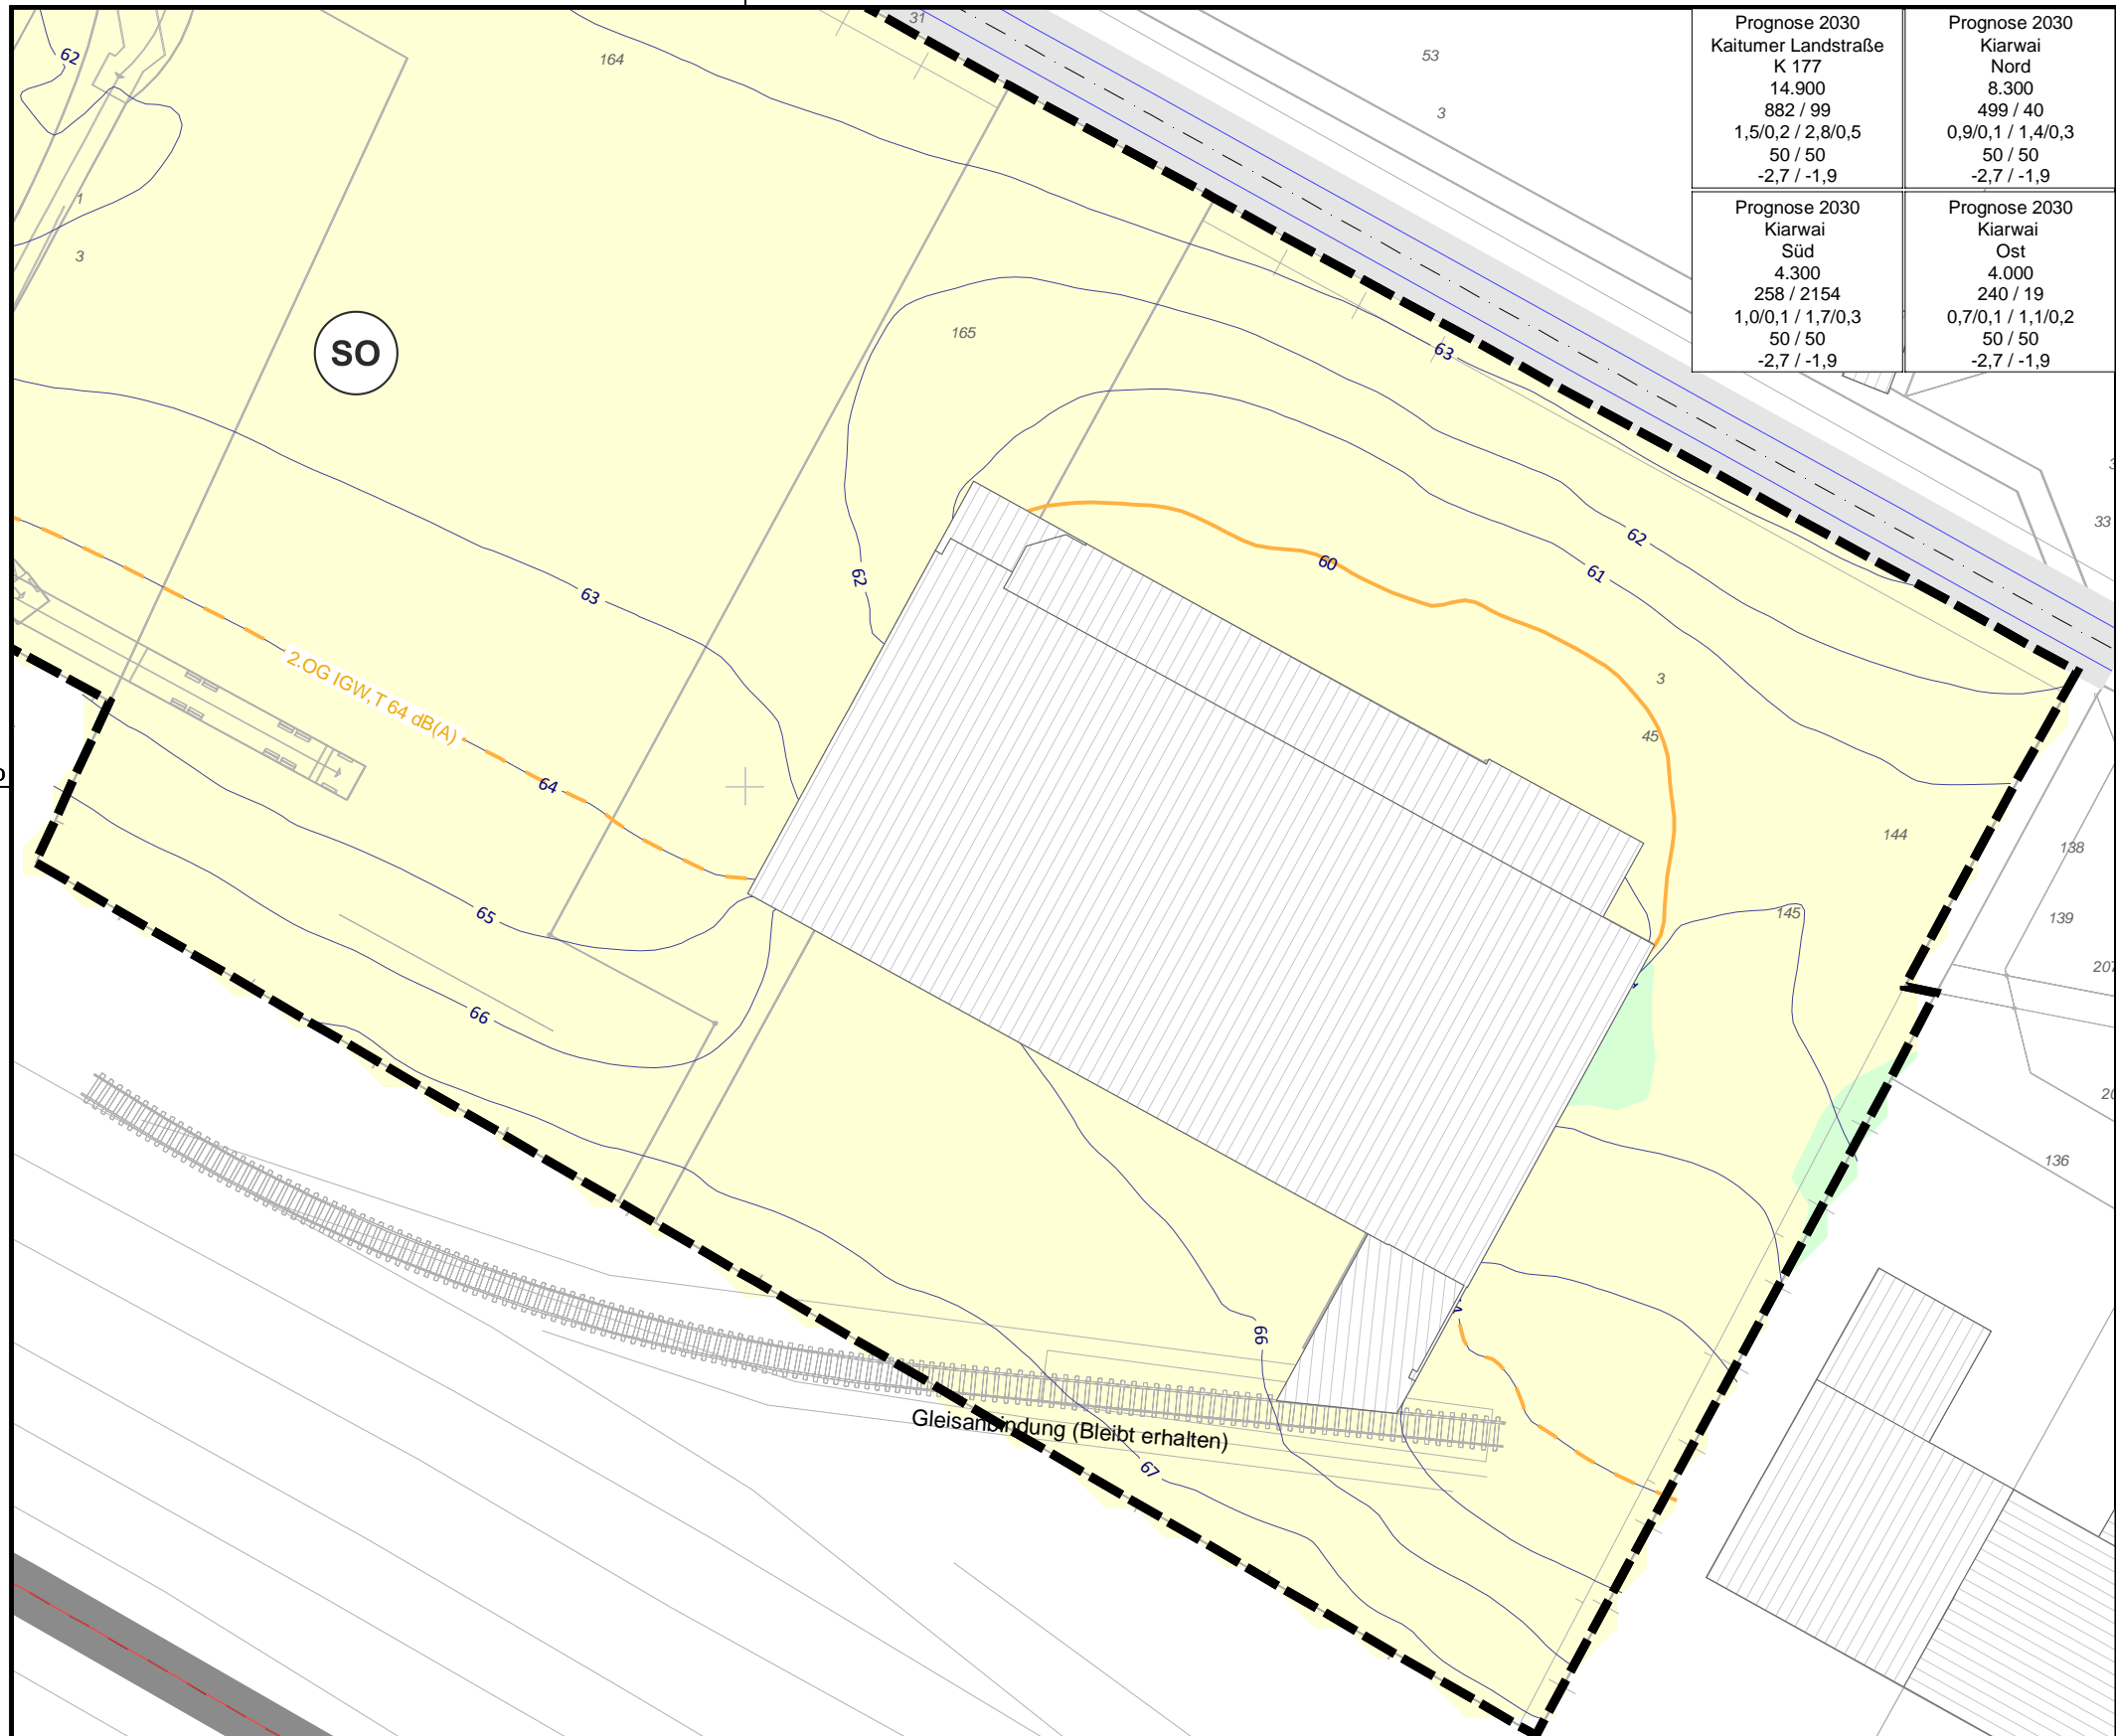 Prognose 2030
Kaitumer Landstraße
K 177
14.900
882 / 99
1,5/0,2 / 2,8/0,5
50 / 50
-2,7 / -1,9
Prognose 2030
Kiarwai
Nord
8.300
499 / 40
0,9/0,1 / 1,4/0,3
50 / 50
-2,7 / -1,9
Prognose 2030
Kiarwai
Süd
4.300
258 / 2154
1,0/0,1 / 1,7/0,3
50 / 50
-2,7 / -1,9
Prognose 2030
Kiarwai
Ost
4.000
240 / 19
0,7/0,1 / 1,1/0,2
50 / 50
-2,7 / -1,9
31
62
164
53
3
1
3
SO
165
63
33
62
61
60
62
63
2.OG IGW,T 64 dB(A)
3
45
64
144
138
65
145
139
207
66
136
66
Gleisanbindung (Bleibt erhalten)
67